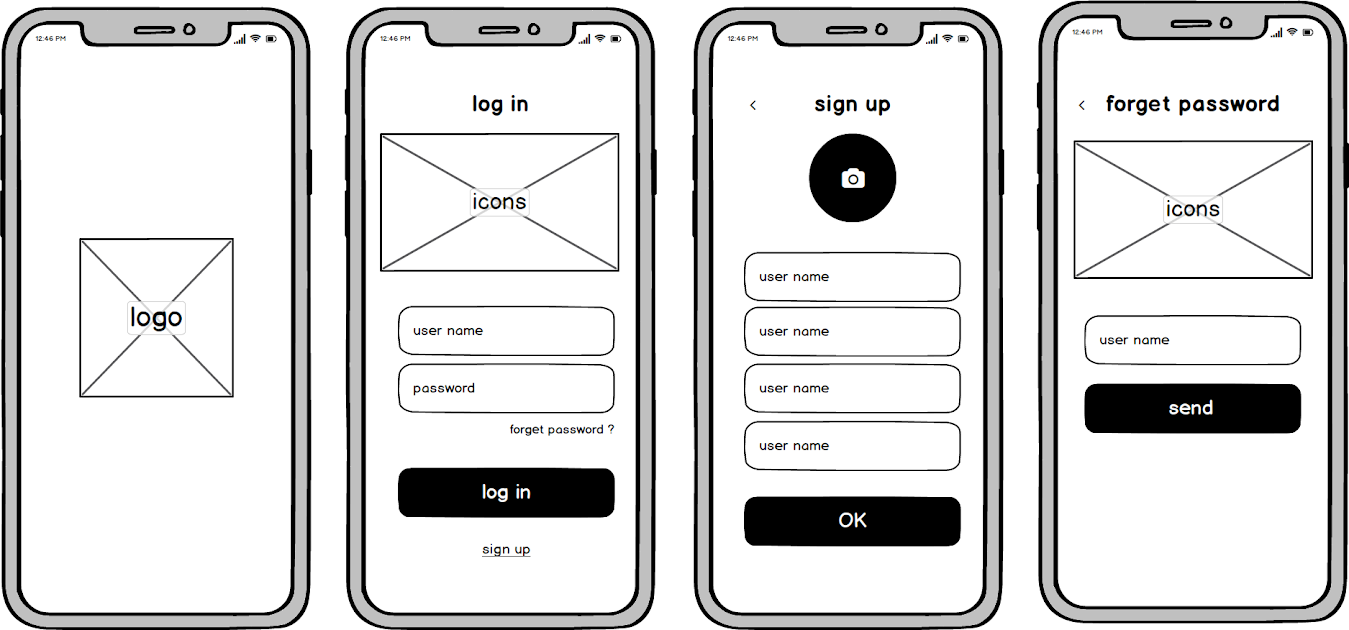 12:46 PM
logo
12:46 PM
log in
icons
user name
password
forget password ?
log in
sign up
12:46 PM
sign up
user name
user name
user name
user name
OK
12:46 PM
forget password
icons
user name
send